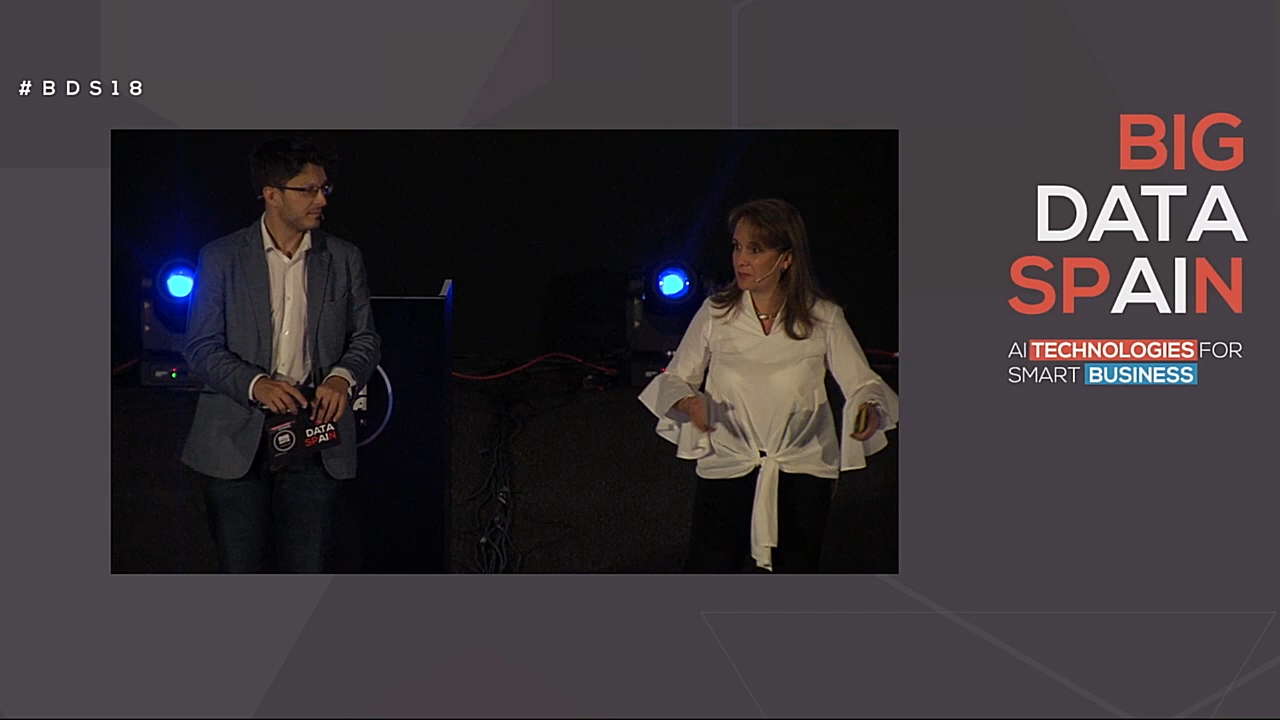 #BDS18
BIG
DATA
SPAIN
AI TECHNOLOGIES FOR
SMART BUSINESS
DATA
SPAIN